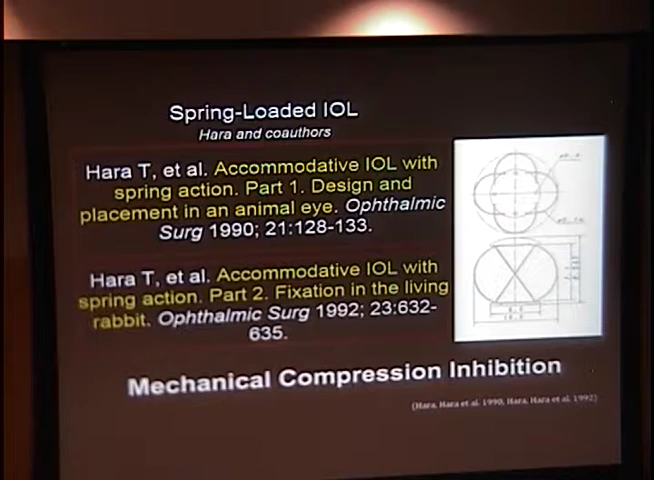 Spring-Loaded IOL
Hara and coauthors
Hara T, et al. Accommodative IOL with
spring action. Part 1. Design and
placement in an animal eye. Ophthalmic
Surg 1990; 21:128-133.
Hara T, et al. Accommodative IOL with
spring action. Part 2. Fixation in the living
rabbit. Ophthalmic Surg 1992; 23:632-
635.
Mechanical Compression Inhibition
(Hara, Hara et al. 1990, Hara, Hara et al. 1992)